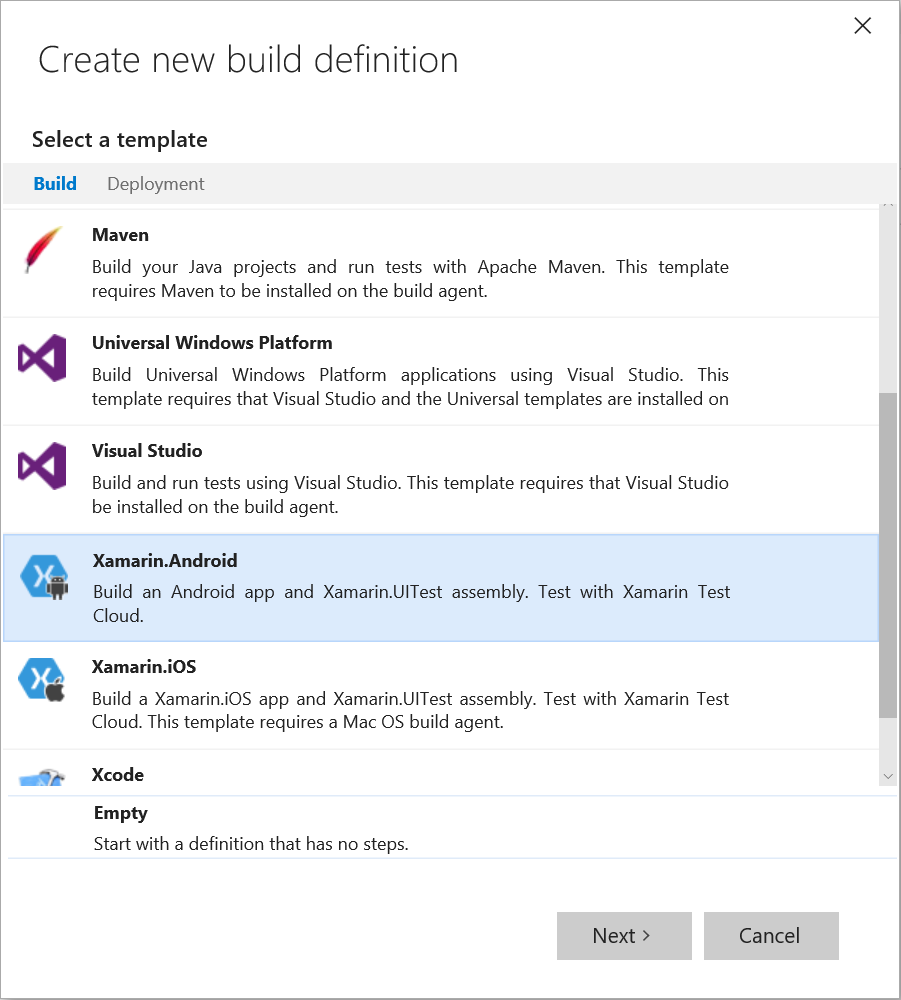 Create new build definition
Select a template
Build Deployment
Maven
Build your Java projects and run tests with Apache Maven. This template
requires Maven to be installed on the build agent.
Universal Windows Platform
Build Universal Windows Platform applications using Visual Studio. This
template requires that Visual Studio and the Universal templates are installed on
Visual Studio
Build and run tests using Visual Studio. This template requires that Visual Studio
be installed on the build agent.
Xamarin.Android
Build an Android app and Xamarin.UITest assembly. Test with Xamarin Test
Cloud.
Xamarin.iOS
Build a Xamarin.iOS app and Xamarin.UITest assembly. Test with Xamarin Test
Cloud. This template requires a Mac OS build agent.
Xcode
Empty
Start with a definition that has no steps.
Next > Cancel